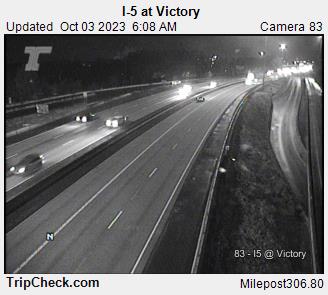 I-5 at Victory
Updated Oct 03 2023 6:08 AM Camera 83
T
N
83 - I5 @ Victory
TripCheck.com Milepost306.80